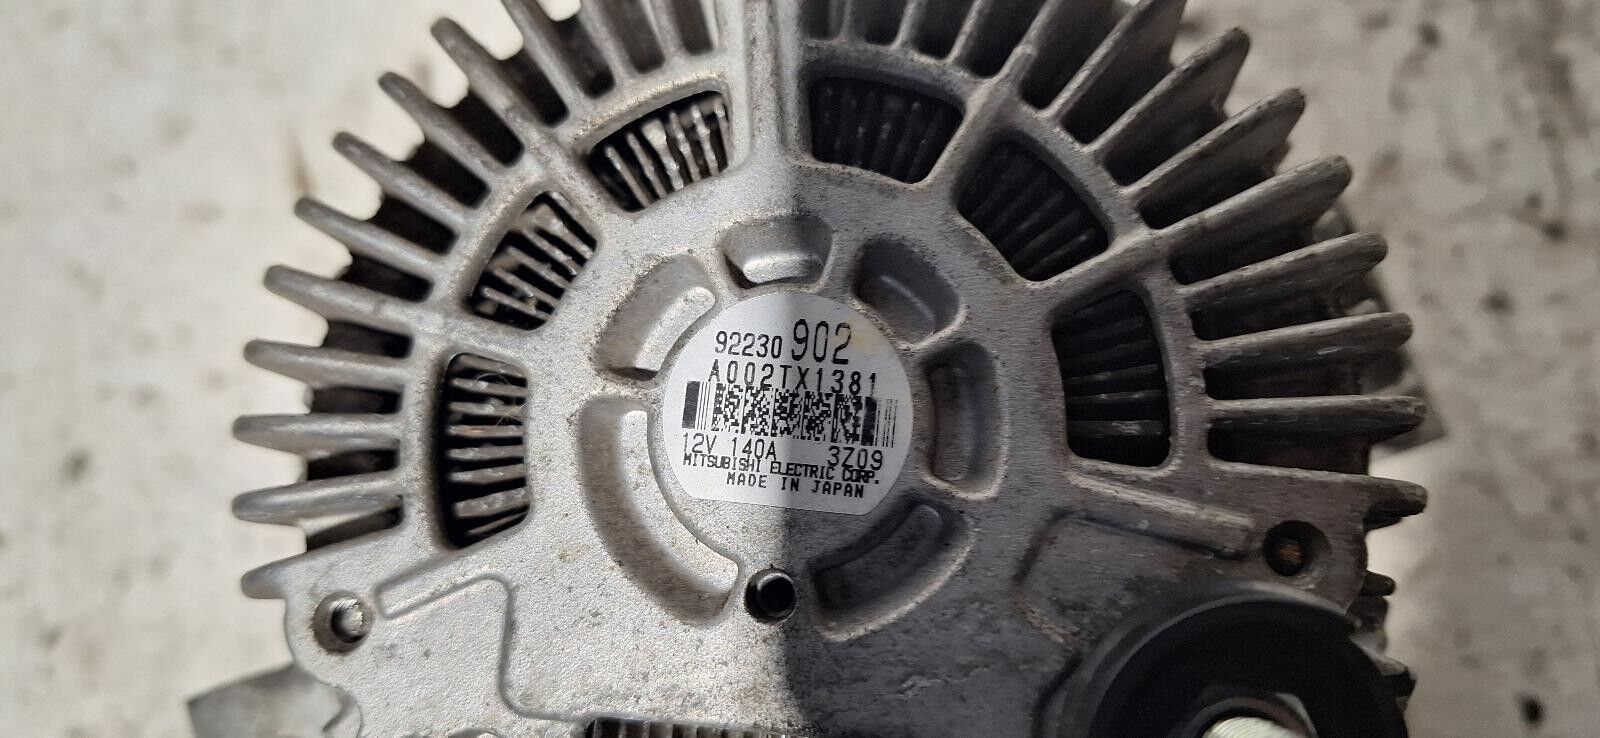 92230 902
A002TX1381
12V 140A 3Z09
MITSUBISHI ELECTRIC CORP.
MADE IN JAPAN